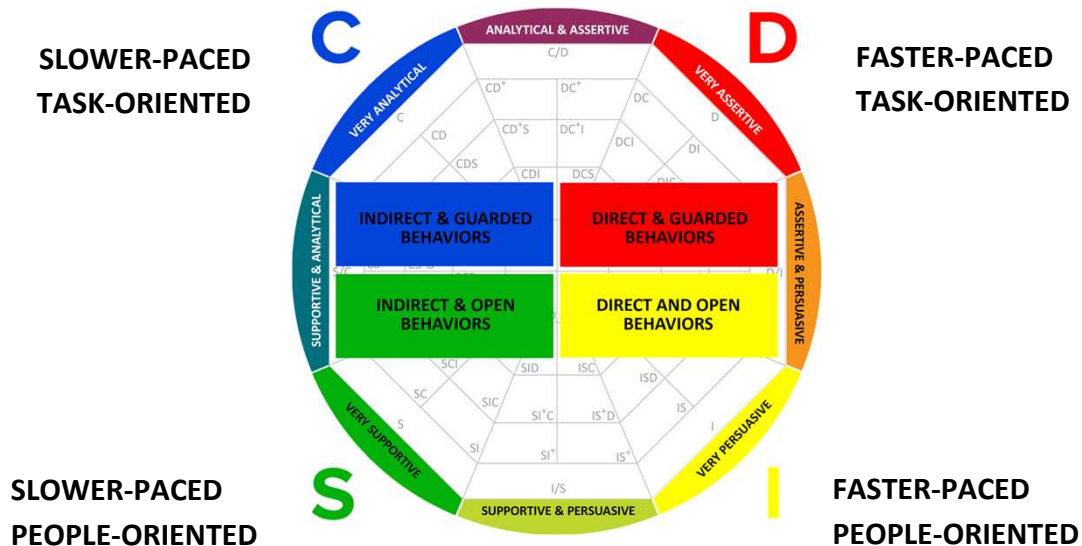 C
ANALYTICAL & ASSERTIVE
D
SLOWER-PACED
TASK-ORIENTED
FASTER-PACED
TASK-ORIENTED
VERY ANALYTICAL
VERY ASSERTIVE
C/D
CD+
DC+
C
DC
D
CD
CD+S
DC+I
DCI
DI
CDS
CDI
DCS
SUPPORTIVE & ANALYTICAL
INDIRECT & GUARDED
BEHAVIORS
DIRECT & GUARDED
BEHAVIORS
ASSERTIVE & PERSUASIVE
S/C
D/I
INDIRECT & OPEN
BEHAVIORS
DIRECT AND OPEN
BEHAVIORS
SCI
SID
ISC
ISD
SC
SIC
IS
S
SI+C
IS+D
I
SI
SI+
IS+
VERY SUPPORTIVE
VERY PERSUASIVE
I/S
S
SUPPORTIVE & PERSUASIVE
I
SLOWER-PACED
PEOPLE-ORIENTED
FASTER-PACED
PEOPLE-ORIENTED